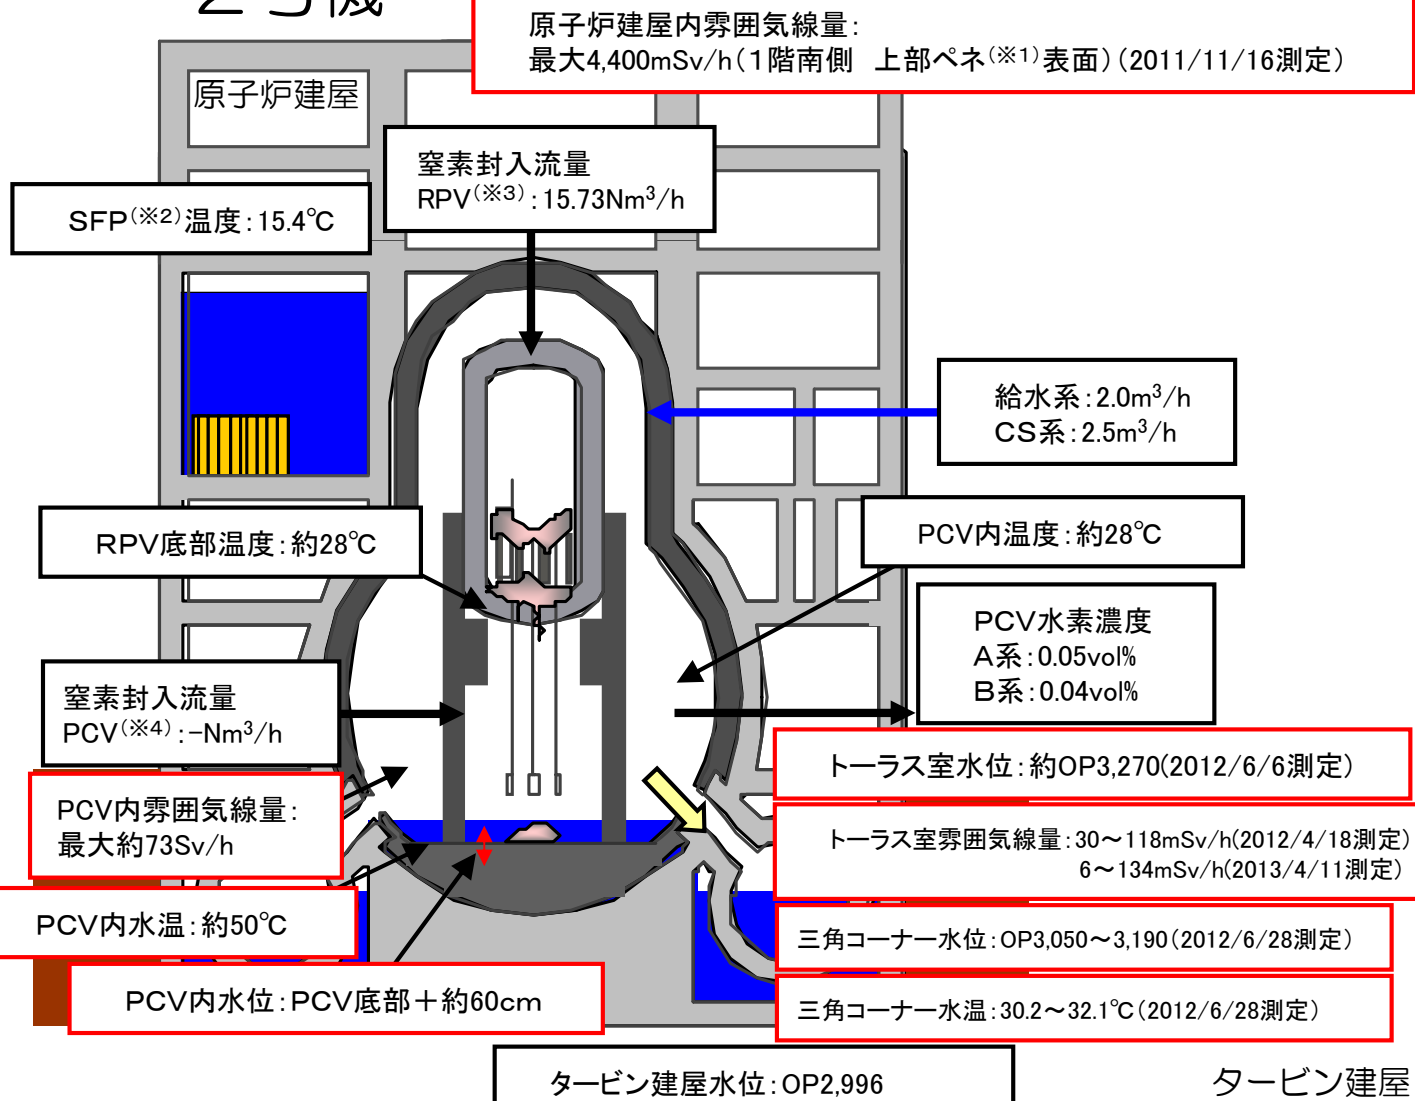 2号機
原子炉建屋内雰囲気線量:
最大4,400mSv/h(1階南側 上部ペネ(※1)表面)(2011/11/16測定)
原子炉建屋
窒素封入流量
RPV(※3):15.73Nm³/h
SFP(※2)温度:15.4℃
給水系:2.0m³/h
CS系:2.5m³/h
RPV底部温度:約28℃
PCV内温度:約28℃
PCV水素濃度
A系:0.05vol%
B系:0.04vol%
窒素封入流量
PCV(※4):-Nm³/h
トーラス室水位:約OP3,270(2012/6/6測定)
PCV内雰囲気線量:
最大約73Sv/h
トーラス室雰囲気線量:30～118mSv/h(2012/4/18測定)
6～134mSv/h(2013/4/11測定)
PCV内水温:約50℃
三角コーナー水位:OP3,050～3,190(2012/6/28測定)
PCV内水位:PCV底部+約60cm
三角コーナー水温:30.2～32.1℃(2012/6/28測定)
タービン建屋水位:OP2,996
タービン建屋